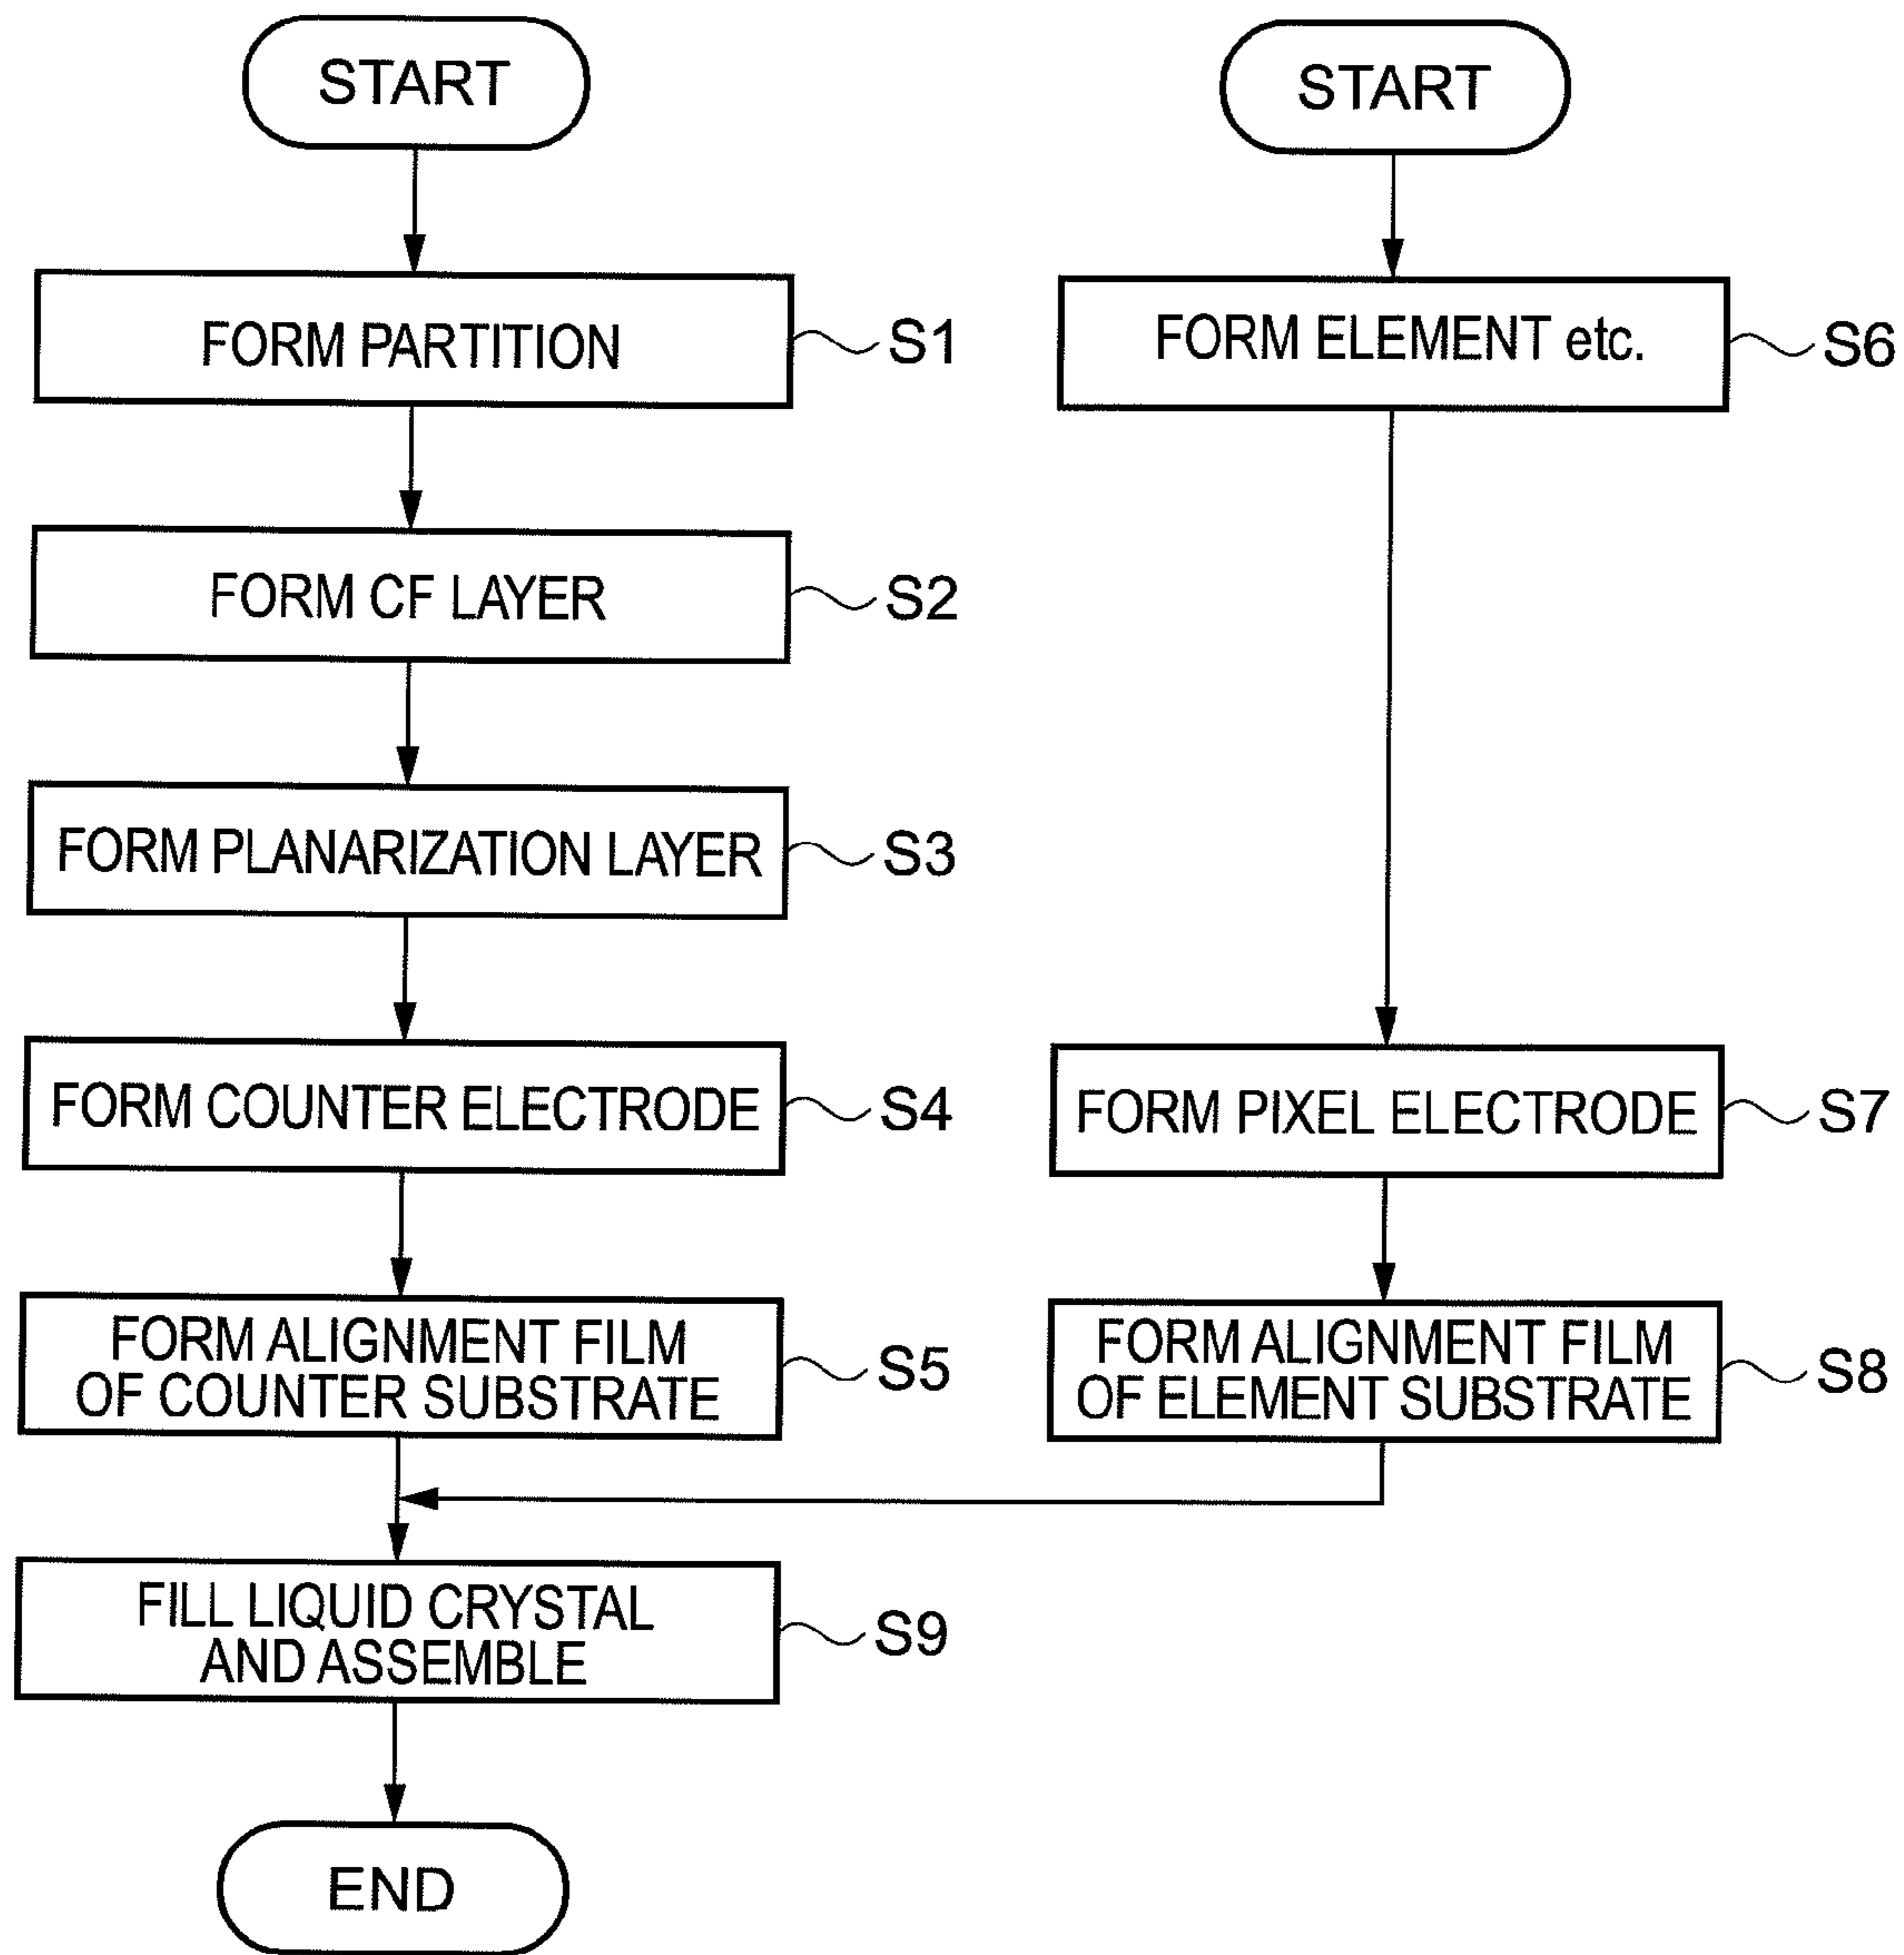 START
FORM PARTITION
S1
FORM CF LAYER
S2
FORM PLANARIZATION LAYER
S3
FORM COUNTER ELECTRODE
S4
FORM ALIGNMENT FILM
OF COUNTER SUBSTRATE
S5
START
FORM ELEMENT etc.
S6
FORM PIXEL ELECTRODE
S7
FORM ALIGNMENT FILM
OF ELEMENT SUBSTRATE
S8
FILL LIQUID CRYSTAL
AND ASSEMBLE
S9
END